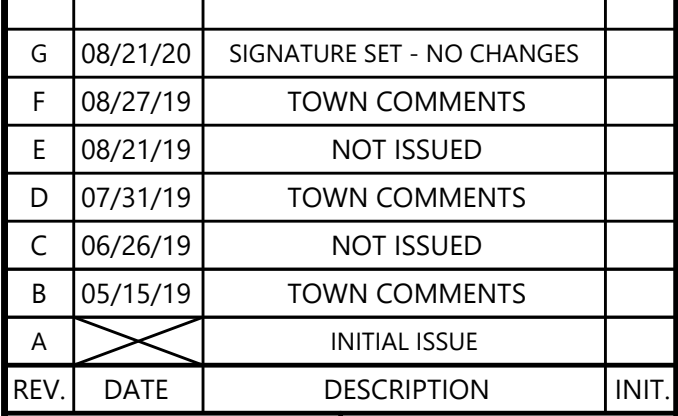 G 08/21/20 SIGNATURE SET - NO CHANGES
F 08/27/19 TOWN COMMENTS
E 08/21/19 NOT ISSUED
D 07/31/19 TOWN COMMENTS
C 06/26/19 NOT ISSUED
B 05/15/19 TOWN COMMENTS
A INITIAL ISSUE
REV. DATE DESCRIPTION INIT.